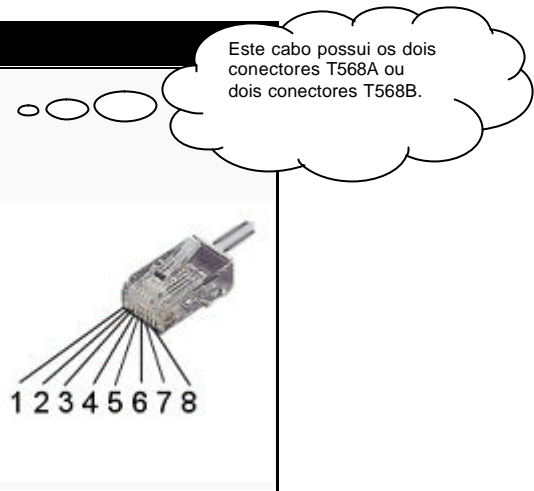 Este cabo possui os dois
conectores T568A ou
dois conectores T568B.
1 2 3 4 5 6 7 8